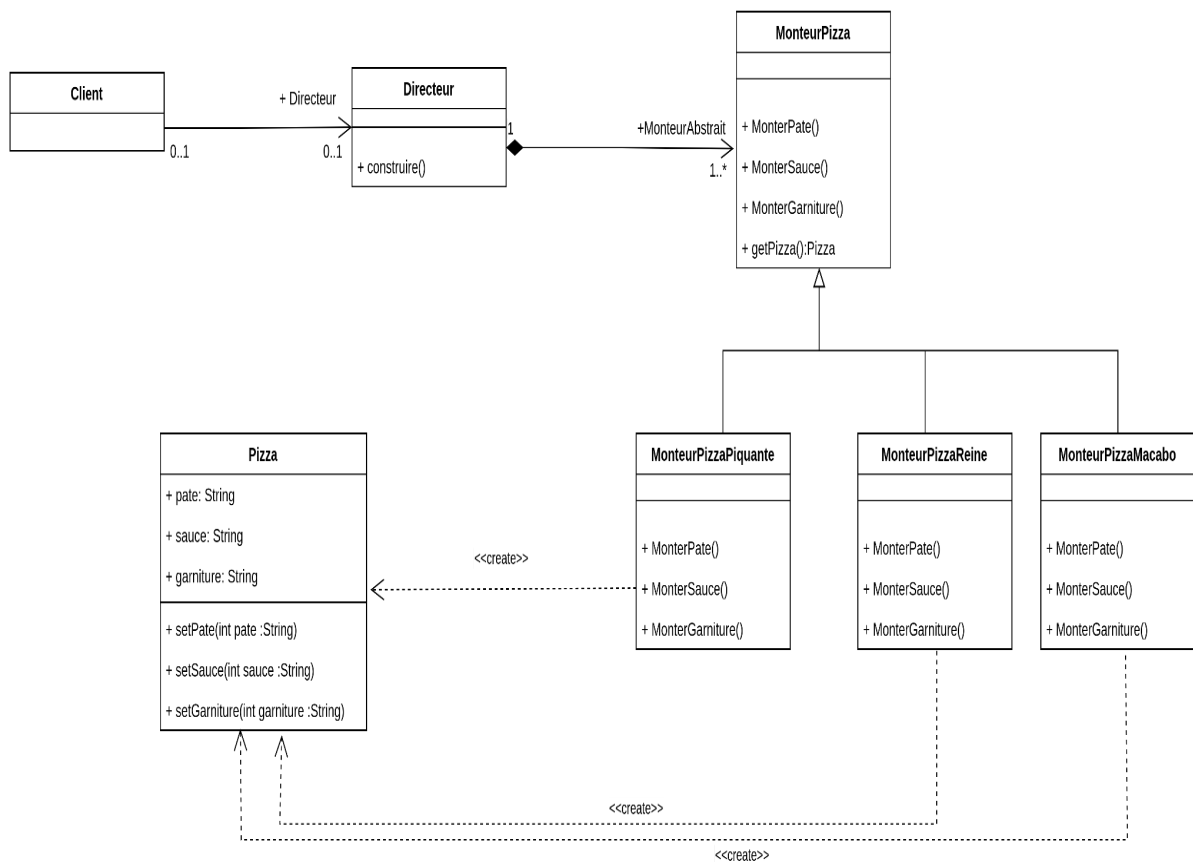 Client
0..1
+ Directeur
0..1
Directeur
+ construire()
1
+MonteurAbstrait
1..*
MonteurPizza
+ MonterPate()
+ MonterSauce()
+ MonterGarniture()
+ getPizza():Pizza
Pizza
+ pate: String
+ sauce: String
+ garniture: String
+ setPate(int pate :String)
+ setSauce(int sauce :String)
+ setGarniture(int garniture :String)
<<create>>
MonteurPizzaPiquante
+ MonterPate()
+ MonterSauce()
+ MonterGarniture()
MonteurPizzaReine
+ MonterPate()
+ MonterSauce()
+ MonterGarniture()
MonteurPizzaMacabo
+ MonterPate()
+ MonterSauce()
+ MonterGarniture()
<<create>>
<<create>>